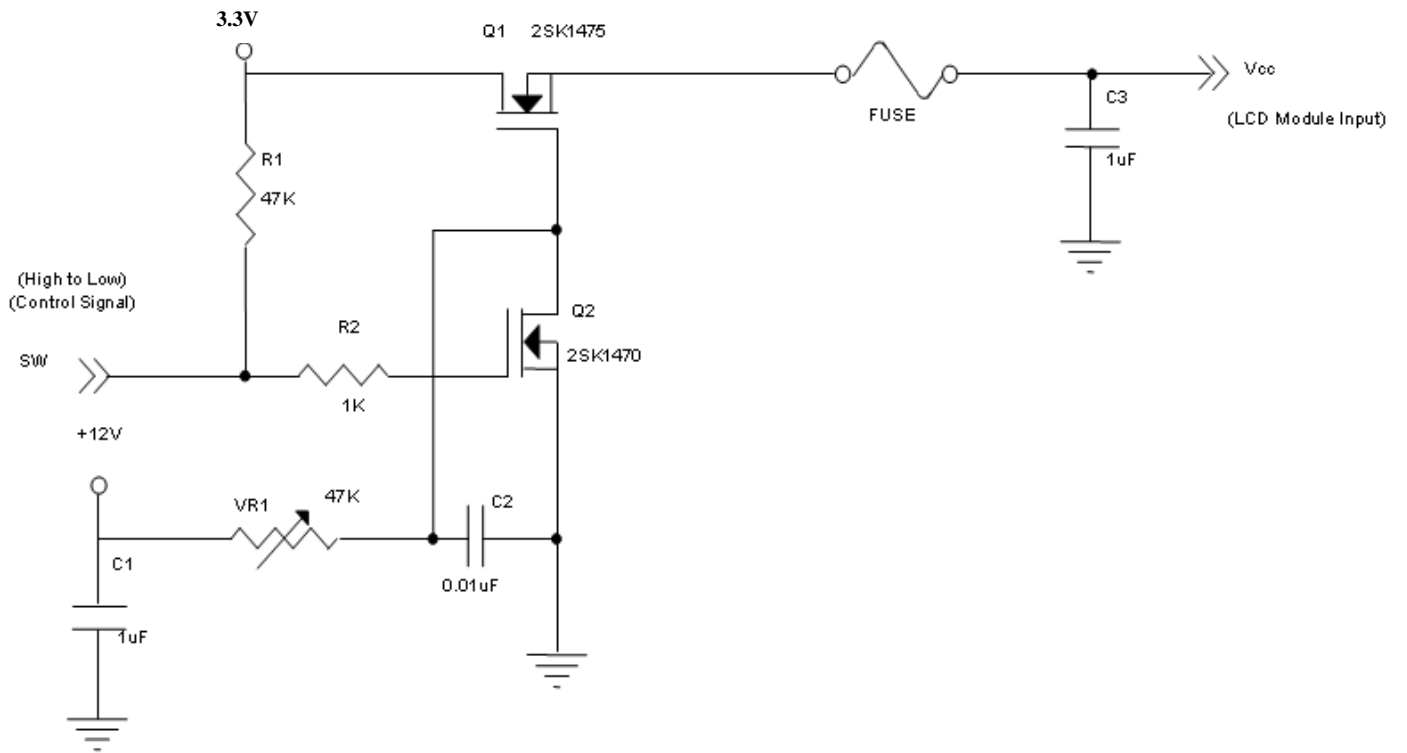 3.3V
Q1 2SK1475
FUSE
Vcc
(LCD Module Input)
C3
1uF
R1
47K
(High to Low)
(Control Signal)
SW
R2
1K
Q2
2SK1470
+12V
VR1
47K
C2
0.01uF
C1
1uF